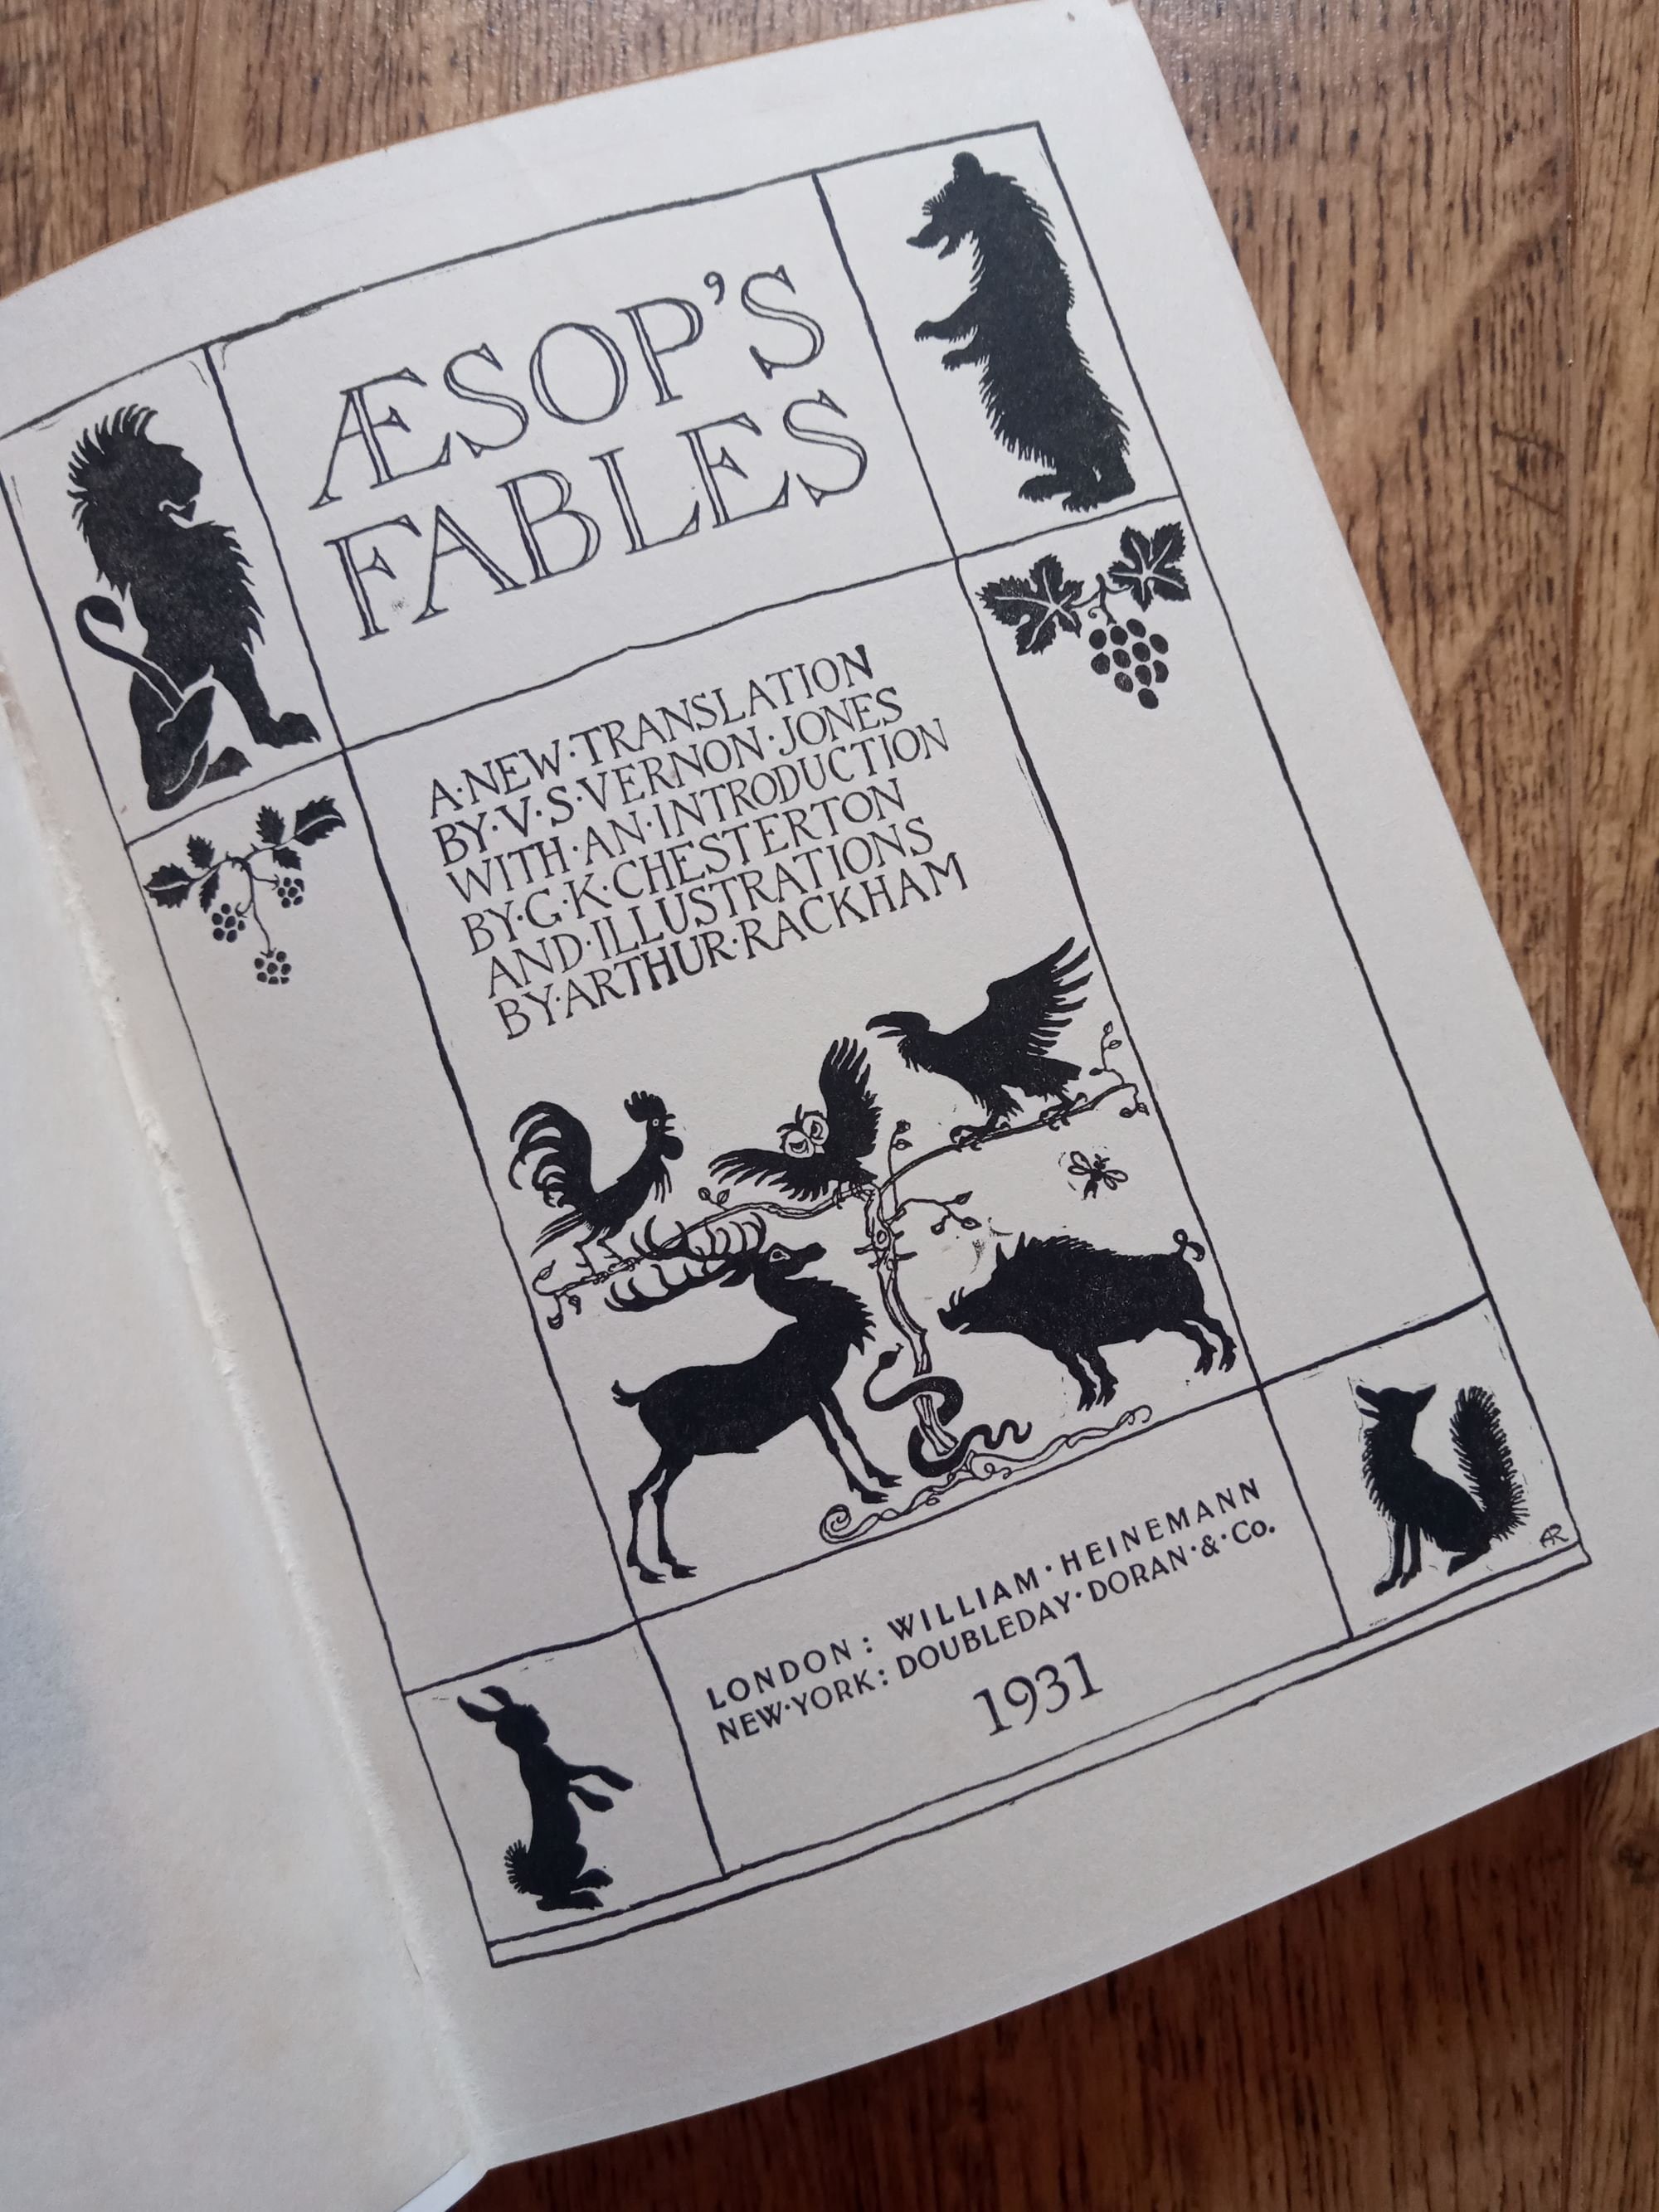 ÆSOP'S
FABLES
A·NEW·TRANSLATION
BY·V·S·VERNON·JONES
WITH·AN·INTRODUCTION
BY·G·K·CHESTERTON
AND·ILLUSTRATIONS
BY·ARTHUR·RACKHAM
AR
LONDON: WILLIAM·HEINEMANN
NEW·YORK: DOUBLEDAY·DORAN·&·Co.
1931